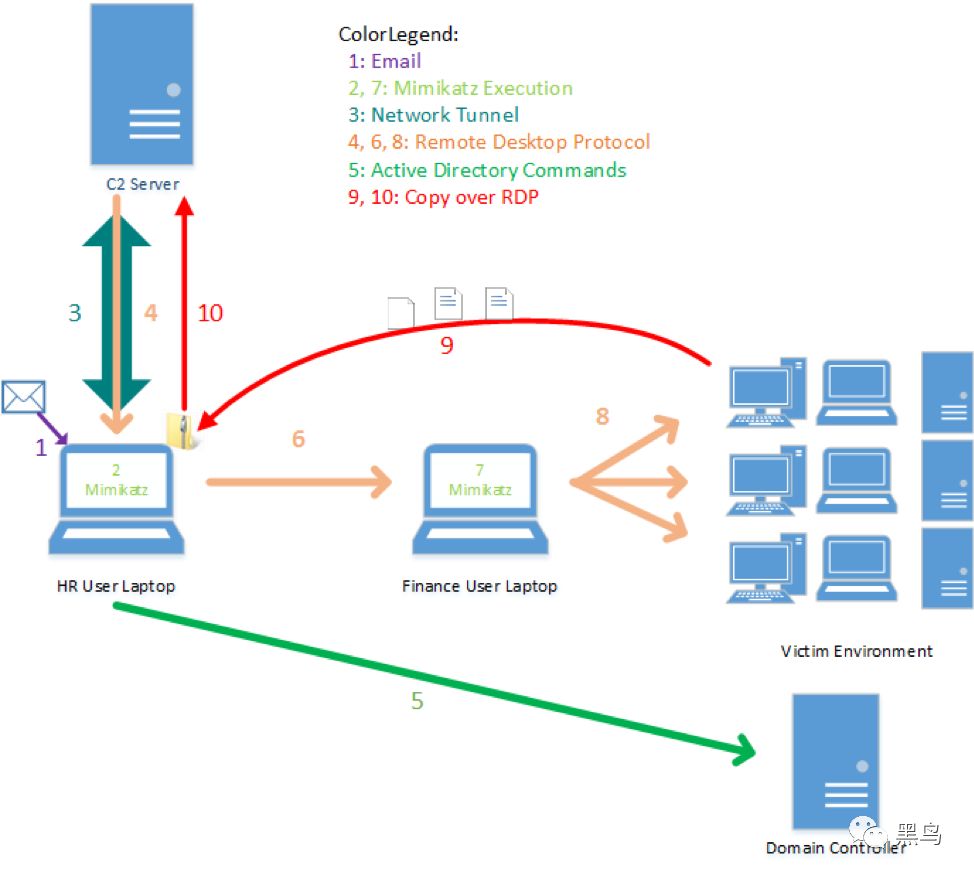 ColorLegend:
1: Email
2, 7: Mimikatz Execution
3: Network Tunnel
4, 6, 8: Remote Desktop Protocol
5: Active Directory Commands
9, 10: Copy over RDP
C2 Server
3
4
10
9
1
6
8
2
Mimikatz
7
Mimikatz
HR User Laptop
Finance User Laptop
Victim Environment
5
黑鸟
Domain Controller